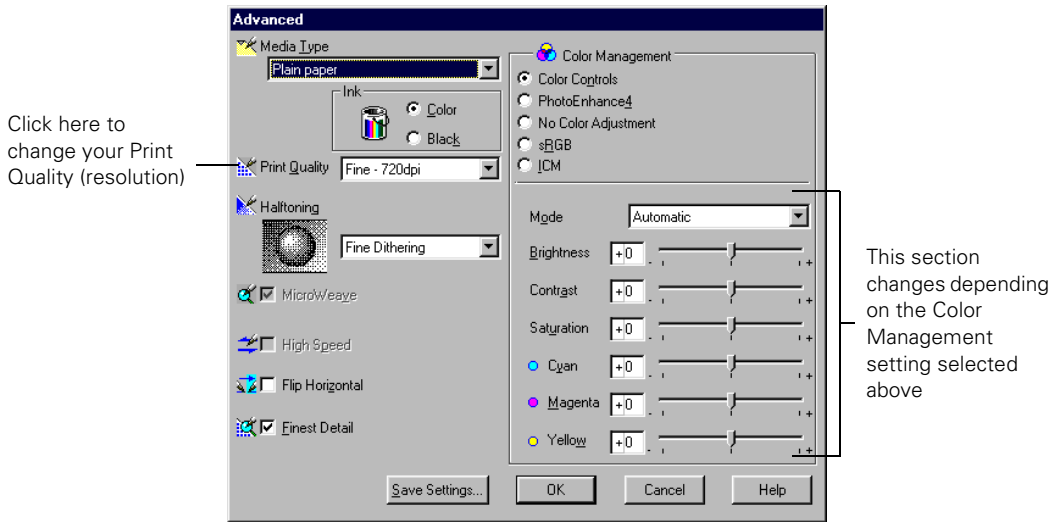 Advanced
Media Type
Plain paper
Ink
Color
Black
Click here to
change your Print
Quality (resolution)
Print Quality
Fine - 720dpi
Halftoning
Fine Dithering
MicroWeave
High Speed
Flip Horizontal
Finest Detail
Color Management
Color Controls
PhotoEnhance4
No Color Adjustment
sRGB
ICM
Mode
Automatic
Brightness +0 - +
Contrast +0 - +
Saturation +0 - +
Cyan +0 - +
Magenta +0 - +
Yellow +0 - +
This section
changes depending
on the Color
Management
setting selected
above
Save Settings...
OK
Cancel
Help